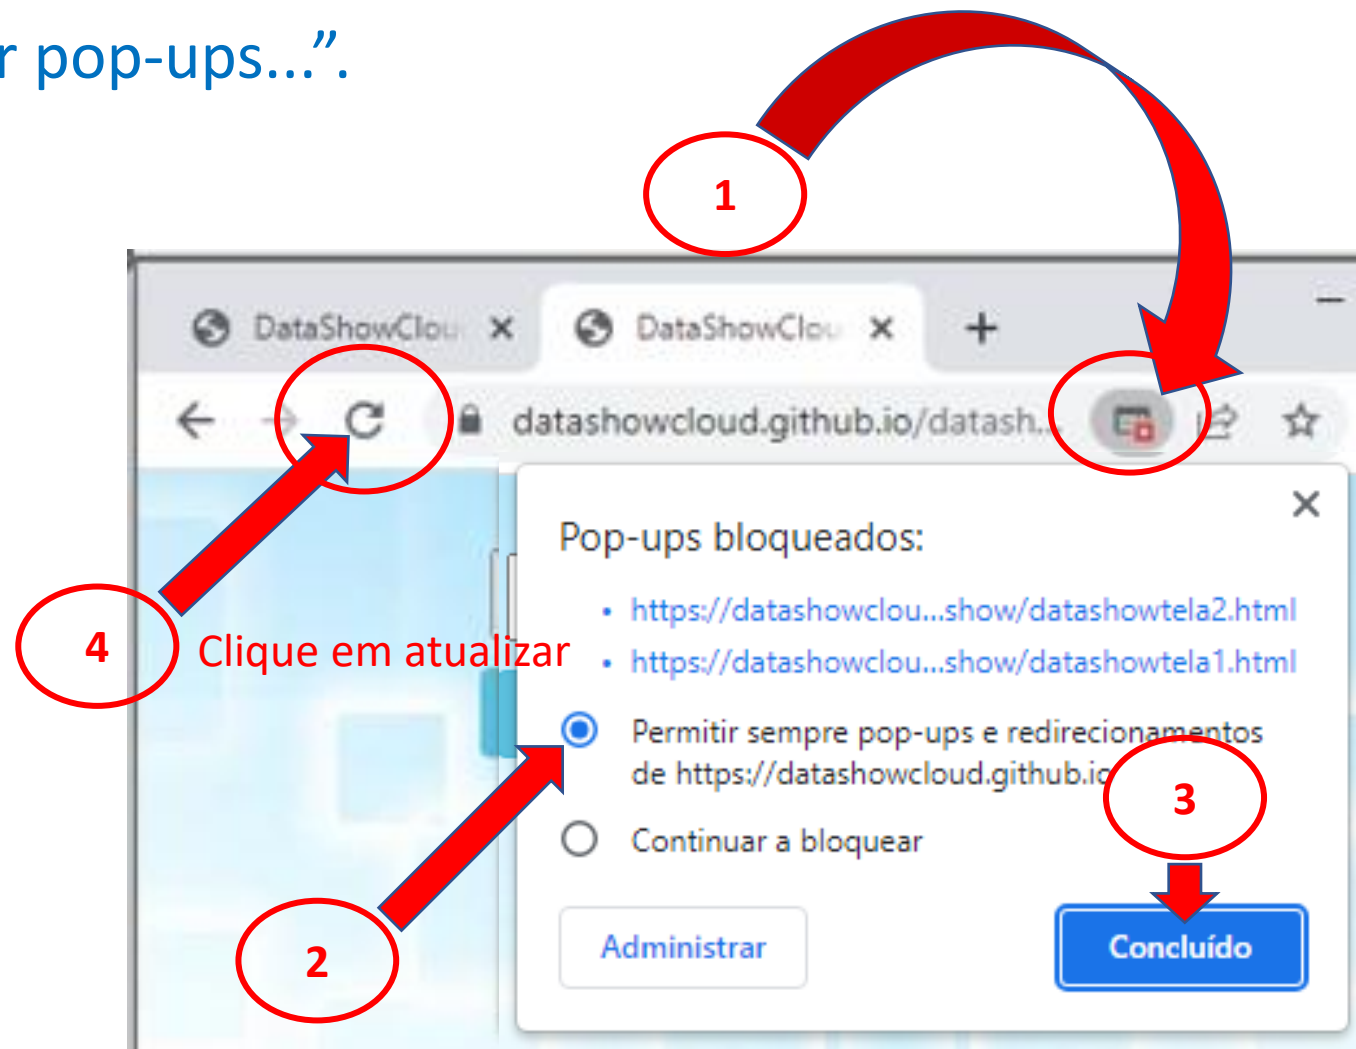 r pop-ups...”.
1
DataShowClou
DataShowClou
datashowcloud.github.io/datash...
Pop-ups bloqueados:
• https://datashowclou...show/datashowtela2.html
4
Clique em atualizar
• https://datashowclou...show/datashowtela1.html
Permitir sempre pop-ups e redirecionamentos
de https://datashowcloud.github.io
3
Continuar a bloquear
2
Administrar
Concluído